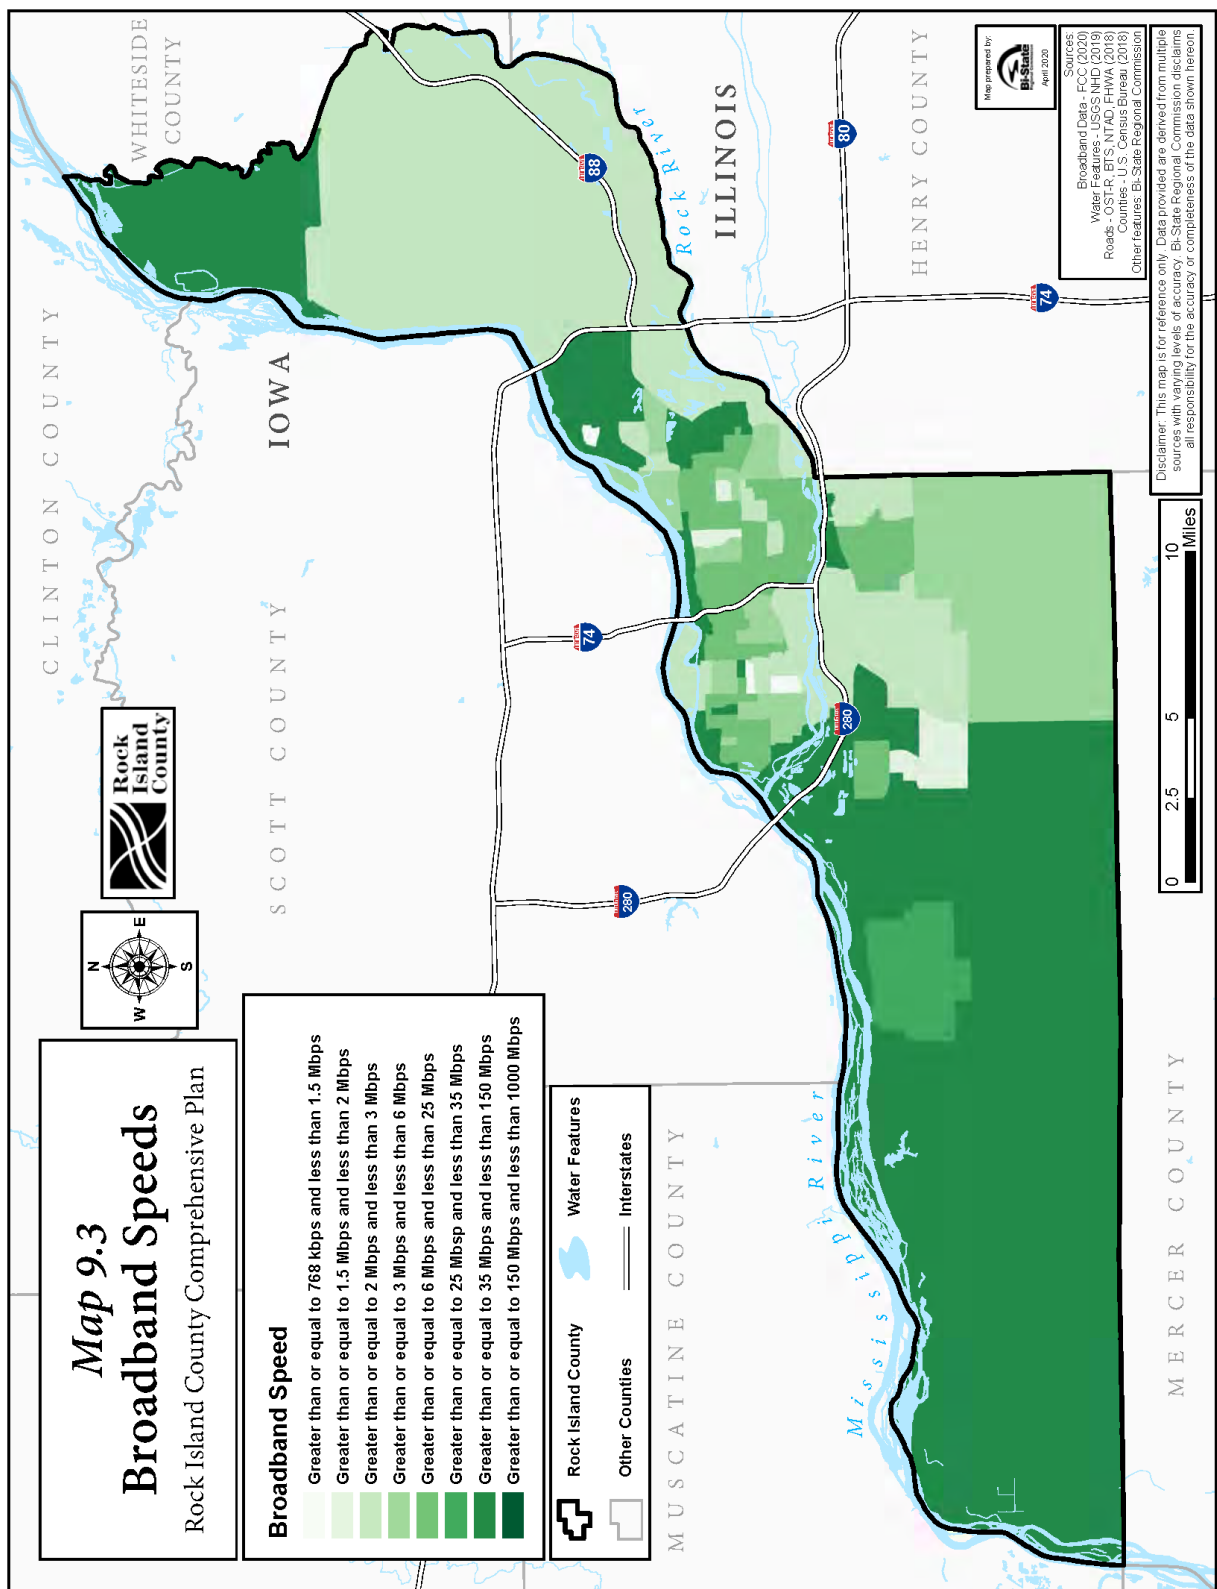 Map 9.3
Broadband Speeds
Rock Island County Comprehensive Plan
N
W
E
S
Rock
Island
County
Broadband Speed
Greater than or equal to 768 kbps and less than 1.5 Mbps
Greater than or equal to 1.5 Mbps and less than 2 Mbps
Greater than or equal to 2 Mbps and less than 3 Mbps
Greater than or equal to 3 Mbps and less than 6 Mbps
Greater than or equal to 6 Mbps and less than 25 Mbps
Greater than or equal to 25 Mbsp and less than 35 Mbps
Greater than or equal to 35 Mbps and less than 150 Mbps
Greater than or equal to 150 Mbps and less than 1000 Mbps
Rock Island County
Water Features
Other Counties
Interstates
CLINTON COUNTY
WHITESIDE
COUNTY
SCOTT COUNTY
IOWA
MUSCATINE COUNTY
Mississippi River
Rock River
ILLINOIS
HENRY COUNTY
MERCER COUNTY
88
80
74
74
280
280
0
2.5
5
10
Miles
Map prepared by:
Bi-State
April 2020
Sources:
Broadband Data - FCC (2020)
Water Features - USGS NHD (2019)
Roads - OST-R, BTS, NTAD, FHWA (2018)
Counties - U.S. Census Bureau (2018)
Other features: Bi-State Regional Commission
Disclaimer: This map is for reference only. Data provided are derived from multiple
sources with varying levels of accuracy. Bi-State Regional Commission disclaims
all responsibility for the accuracy or completeness of the data shown hereon.